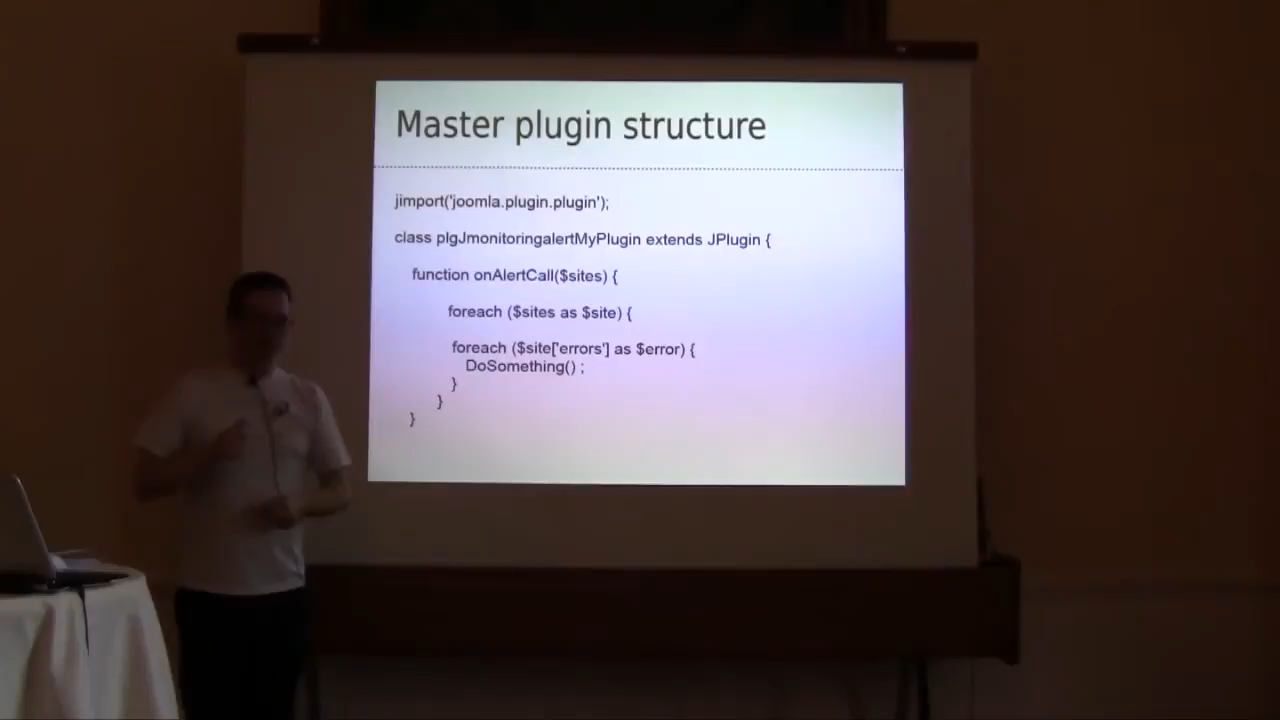 Master plugin structure
jimport('joomla.plugin.plugin');
class plgJmonitoringalertMyPlugin extends JPlugin {
function onAlertCall($sites) {
foreach ($sites as $site) {
foreach ($site['errors'] as $error) {
DoSomething() ;
}
}
}